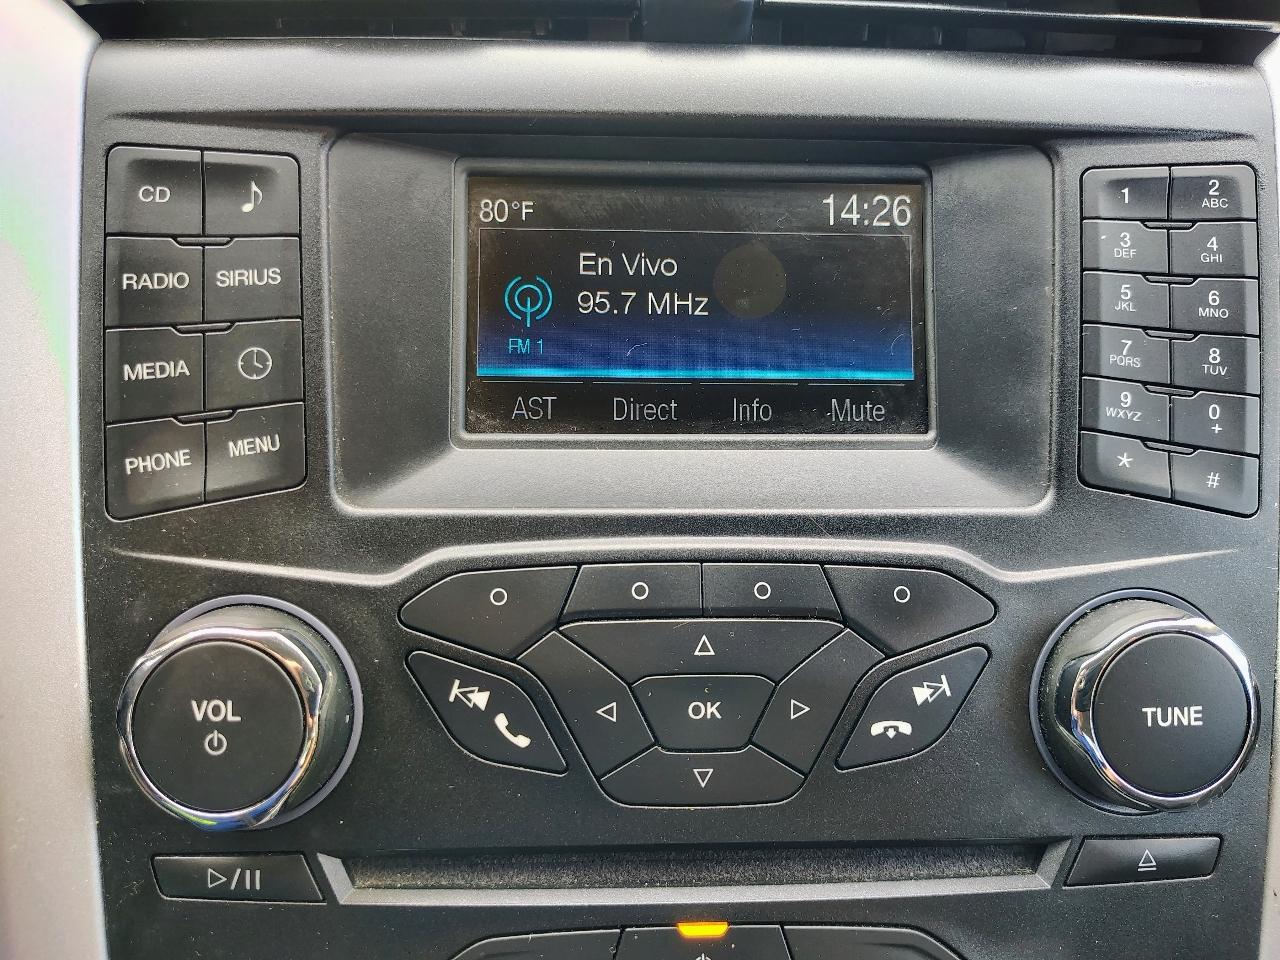 80°F 14:26
En Vivo
95.7 MHz
FM 1
AST Direct Info Mute
CD
RADIO SIRIUS
MEDIA
PHONE MENU
1 2 ABC
3 DEF 4 GHI
5 JKL 6 MNO
7 PQRS 8 TUV
9 WXYZ 0 +
* #
VOL
OK
TUNE